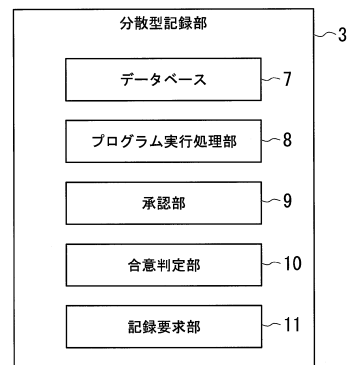 分散型記録部
3
データベース
7
プログラム実行処理部
8
承認部
9
合意判定部
10
記録要求部
11